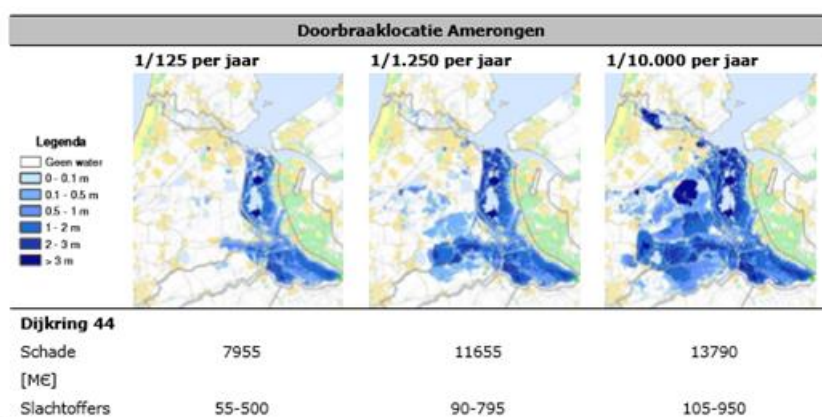 Doorbraaklocatie Amerongen
1/125 per jaar 1/1.250 per jaar 1/10.000 per jaar
Legenda
Geen water
0 - 0.1 m
0.1 - 0.5 m
0.5 - 1 m
1 - 2 m
2 - 3 m
> 3 m
Dijkring 44
Schade 7955 11655 13790
[M€]
Slachtoffers 55-500 90-795 105-950